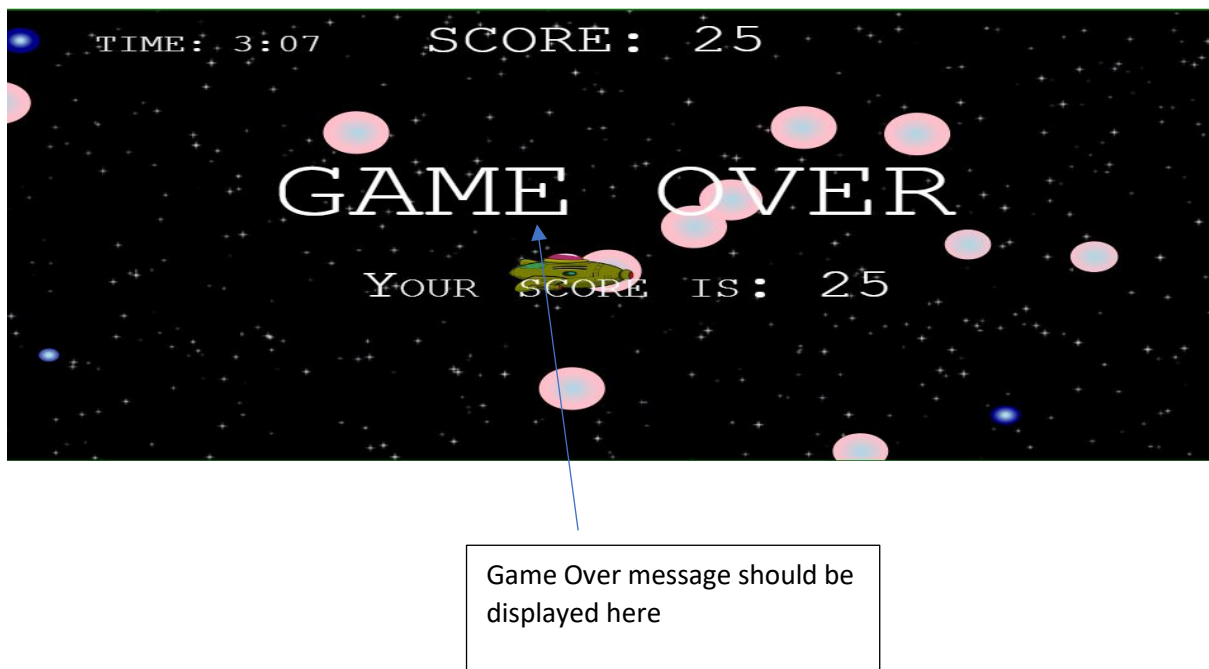 TIME: 3:07 SCORE: 25
GAME OVER
YOUR SCORE IS: 25
Game Over message should be
displayed here